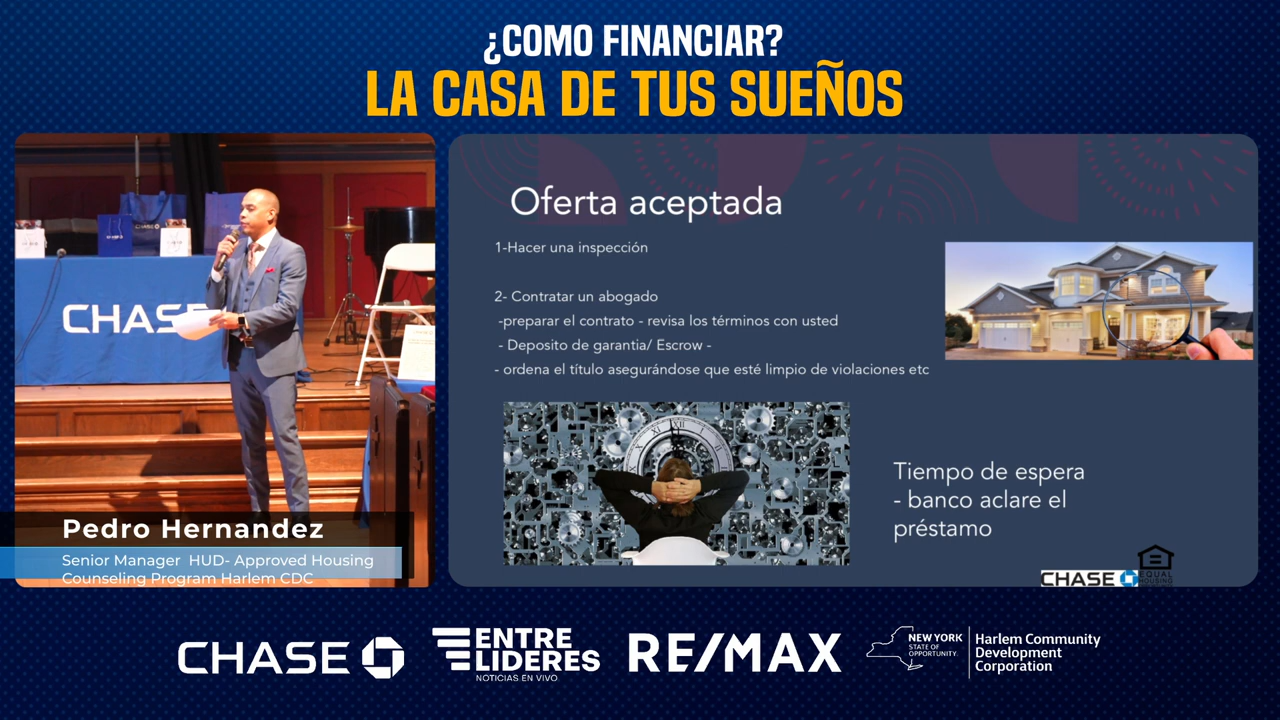 ¿COMO FINANCIAR?
LA CASA DE TUS SUEÑOS
CHASE
CHASE
Pedro Hernandez
Senior Manager HUD- Approved Housing
Counseling Program Harlem CDC
Oferta aceptada
1-Hacer una inspección
2- Contratar un abogado
-preparar el contrato - revisa los términos con usted
- Deposito de garantia/ Escrow -
- ordena el título asegurándose que esté limpio de violaciones etc
Tiempo de espera
- banco aclare el
préstamo
CHASE
EQUAL
HOUSING
CHASE
ENTRE
LIDERES
NOTICIAS EN VIVO
RE/MAX
NEW YORK
STATE OF
OPPORTUNITY.
Harlem Community
Development
Corporation